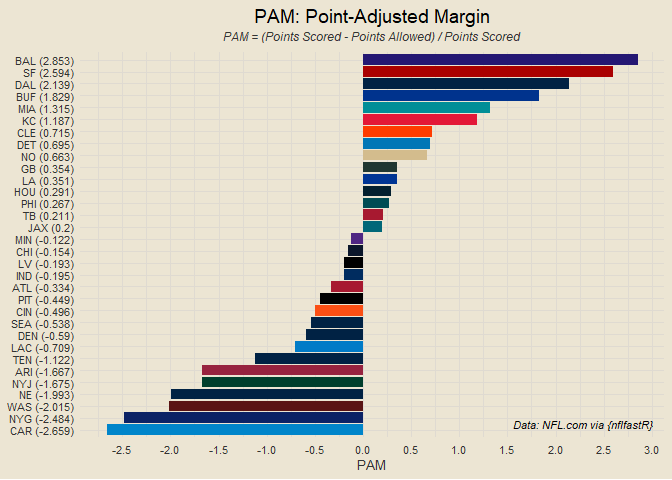 PAM: Point-Adjusted Margin
PAM = (Points Scored - Points Allowed) / Points Scored
BAL (2.853)
SF (2.594)
DAL (2.139)
BUF (1.829)
MIA (1.315)
KC (1.187)
CLE (0.715)
DET (0.695)
NO (0.663)
GB (0.354)
LA (0.351)
HOU (0.291)
PHI (0.267)
TB (0.211)
JAX (0.2)
MIN (-0.122)
CHI (-0.154)
LV (-0.193)
IND (-0.195)
ATL (-0.334)
PIT (-0.449)
CIN (-0.496)
SEA (-0.538)
DEN (-0.59)
LAC (-0.709)
TEN (-1.122)
ARI (-1.667)
NYJ (-1.675)
NE (-1.993)
WAS (-2.015)
NYG (-2.484)
CAR (-2.659)
Data: NFL.com via {nflfastR}
-2.5 -2.0 -1.5 -1.0 -0.5 0.0 0.5 1.0 1.5 2.0 2.5 3.0
PAM